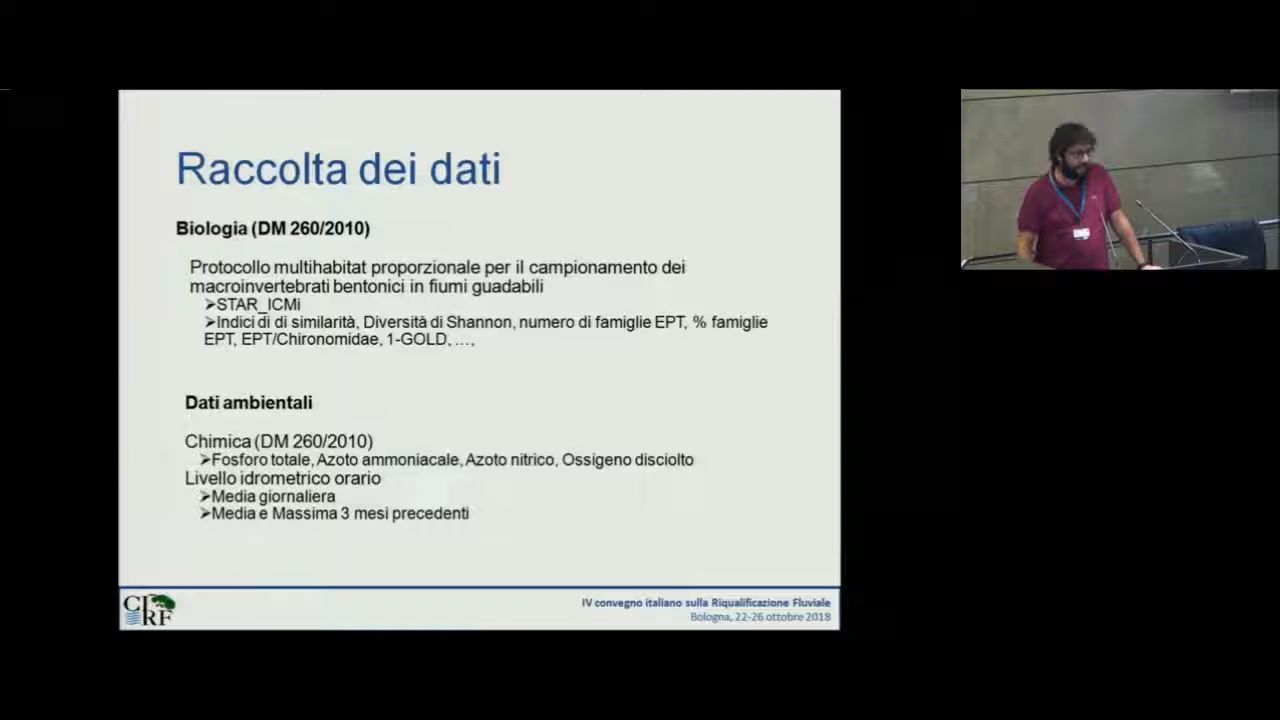 Raccolta dei dati
Biologia (DM 260/2010)
Protocollo multihabitat proporzionale per il campionamento dei
macroinvertebrati bentonici in fiumi guadabili
➢STAR_ICMi
➢Indici di di similarità, Diversità di Shannon, numero di famiglie EPT, % famiglie
EPT, EPT/Chironomidae, 1-GOLD, …,
Dati ambientali
Chimica (DM 260/2010)
➢Fosforo totale, Azoto ammoniacale, Azoto nitrico, Ossigeno disciolto
Livello idrometrico orario
➢Media giornaliera
➢Media e Massima 3 mesi precedenti
CIRF
IV convegno italiano sulla Riqualificazione Fluviale
Bologna, 22-26 ottobre 2018